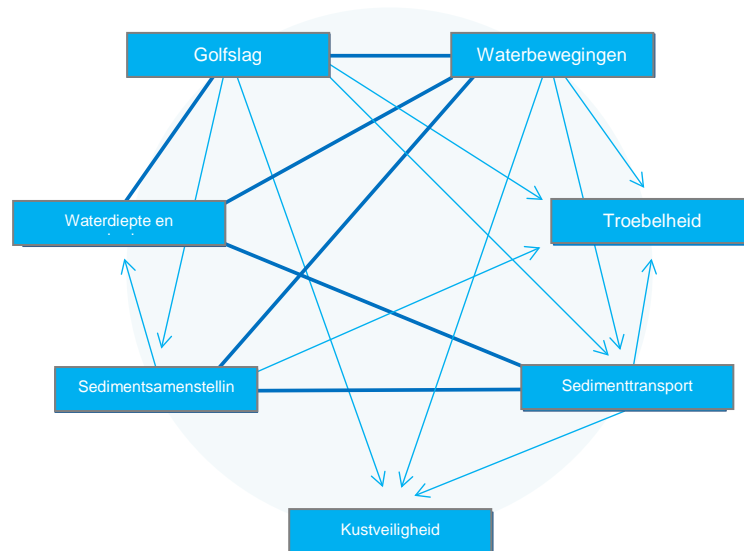 Golfslag
Waterbewegingen
Waterdiepte en
Troebelheid
Sedimentsamenstellin
Sedimenttransport
Kustveiligheid